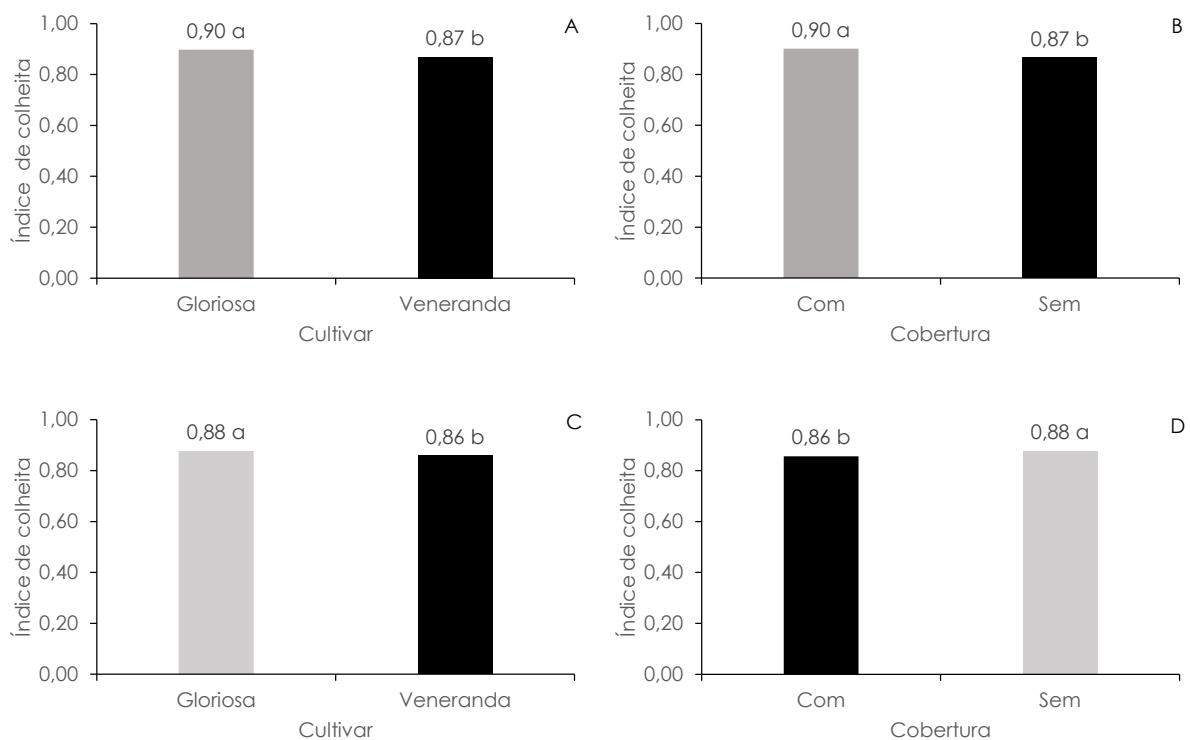 A
Índice de colheita
1,00
0,80
0,60
0,40
0,20
0,00
0,90 a
0,87 b
Gloriosa
Veneranda
Cultivar
B
Índice de colheita
1,00
0,80
0,60
0,40
0,20
0,00
0,90 a
0,87 b
Com
Sem
Cobertura
C
Índice de colheita
1,00
0,80
0,60
0,40
0,20
0,00
0,88 a
0,86 b
Gloriosa
Veneranda
Cultivar
D
Índice de colheita
1,00
0,80
0,60
0,40
0,20
0,00
0,86 b
0,88 a
Com
Sem
Cobertura